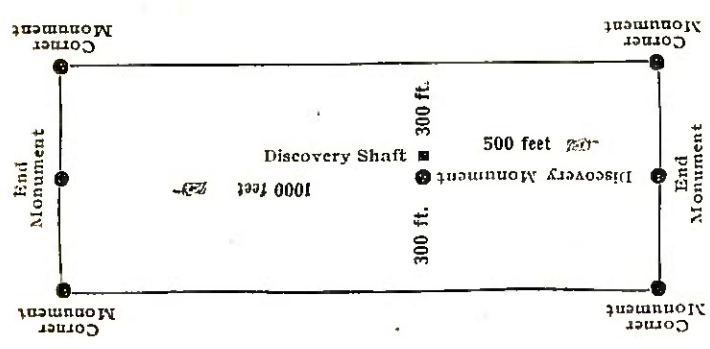 Corner
Monument
Corner
Monument
300 ft.
500 feet
Discovery Shaft
End
Monument
1000 feet
Discovery Monument
End
Monument
300 ft.
Corner
Monument
Corner
Monument